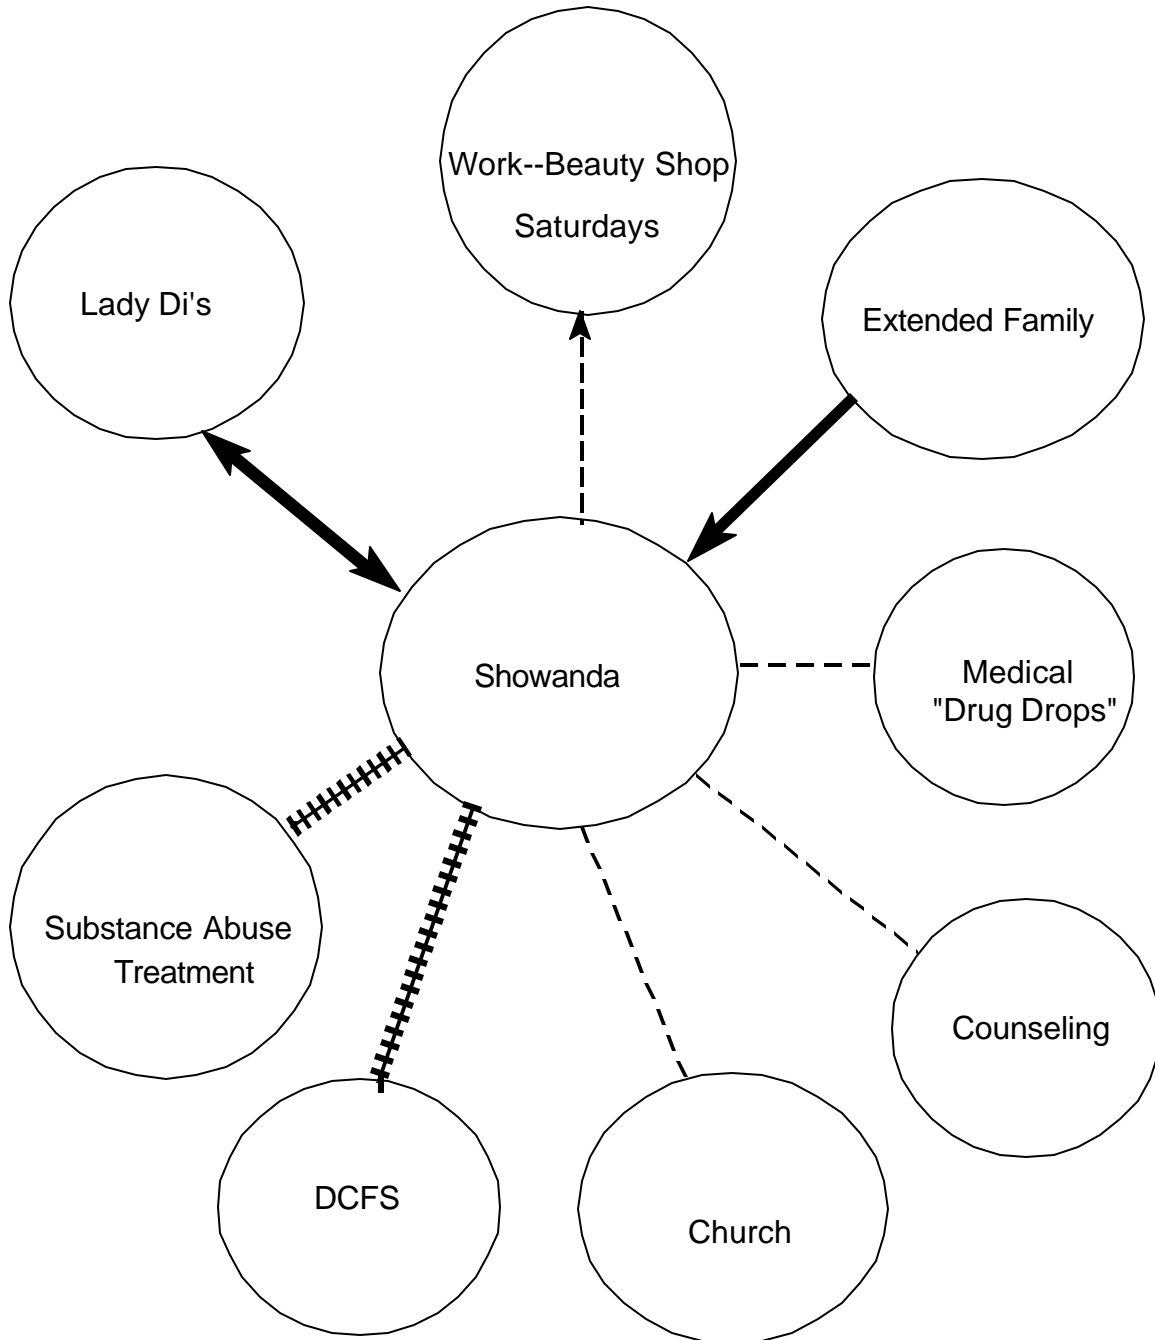 Work--Beauty Shop
Saturdays
Lady Di's
Extended Family
Showanda
Medical
"Drug Drops"
Substance Abuse
Treatment
Counseling
DCFS
Church